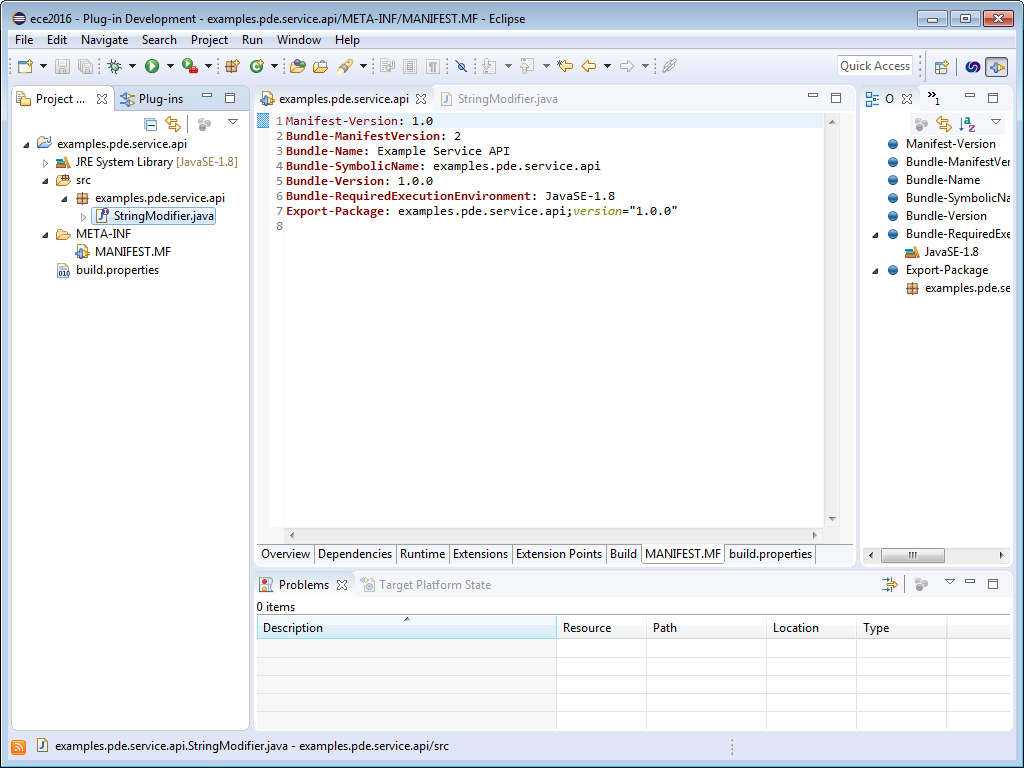 ece2016 - Plug-in Development - examples.pde.service.api/META-INF/MANIFEST.MF - Eclipse
File Edit Navigate Search Project Run Window Help
Quick Access
Project ... Plug-ins
examples.pde.service.api
JRE System Library [JavaSE-1.8]
src
examples.pde.service.api
StringModifier.java
META-INF
MANIFEST.MF
build.properties
examples.pde.service.api StringModifier.java
1 Manifest-Version: 1.0
2 Bundle-ManifestVersion: 2
3 Bundle-Name: Example Service API
4 Bundle-SymbolicName: examples.pde.service.api
5 Bundle-Version: 1.0.0
6 Bundle-RequiredExecutionEnvironment: JavaSE-1.8
7 Export-Package: examples.pde.service.api;version="1.0.0"
8
Overview Dependencies Runtime Extensions Extension Points Build MANIFEST.MF build.properties
O »1
Manifest-Version
Bundle-ManifestVer
Bundle-Name
Bundle-SymbolicNa
Bundle-Version
Bundle-RequiredExe
JavaSE-1.8
Export-Package
examples.pde.se
Problems Target Platform State
0 items
Description Resource Path Location Type
examples.pde.service.api.StringModifier.java - examples.pde.service.api/src